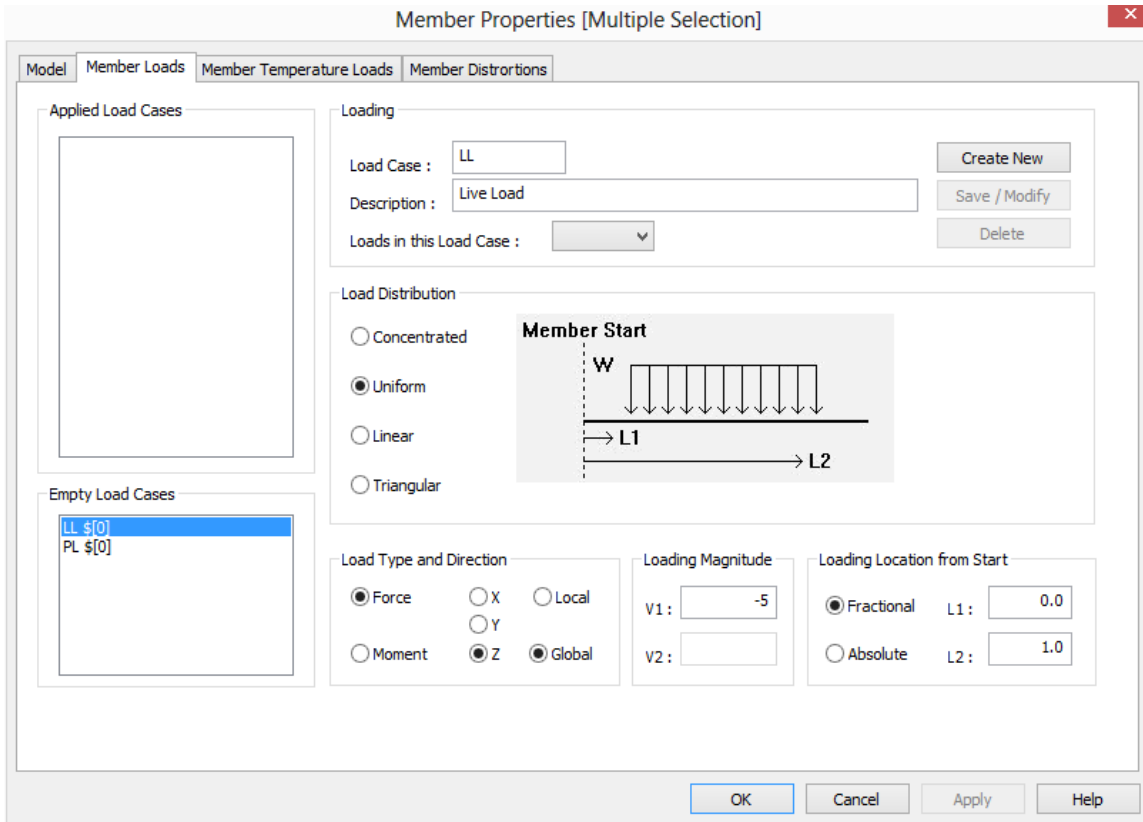 Member Properties [Multiple Selection]
Model Member Loads Member Temperature Loads Member Distrortions
Applied Load Cases
Loading
Load Case : LL
Create New
Description : Live Load
Save / Modify
Loads in this Load Case :
Delete
Load Distribution
Concentrated
Uniform
Linear
Triangular
Member Start
W
L1
L2
Empty Load Cases
LL $[0]
PL $[0]
Load Type and Direction
Force X Local
Y
Moment Z Global
Loading Magnitude
V1 : -5
V2 :
Loading Location from Start
Fractional L1 : 0.0
Absolute L2 : 1.0
OK Cancel Apply Help